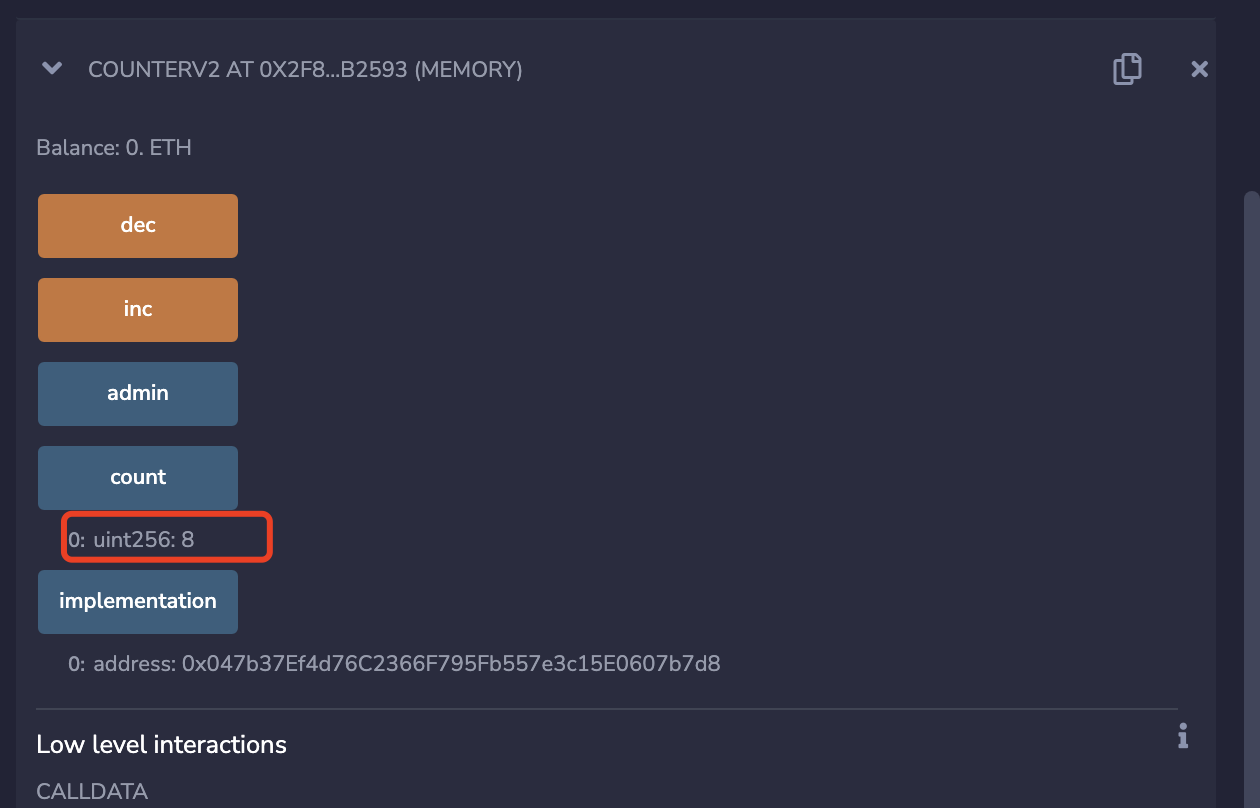 COUNTERV2 AT 0X2F8...B2593 (MEMORY)
Balance: 0. ETH
dec
inc
admin
count
0: uint256: 8
implementation
0: address: 0x047b37Ef4d76C2366F795Fb557e3c15E0607b7d8
Low level interactions
CALLDATA